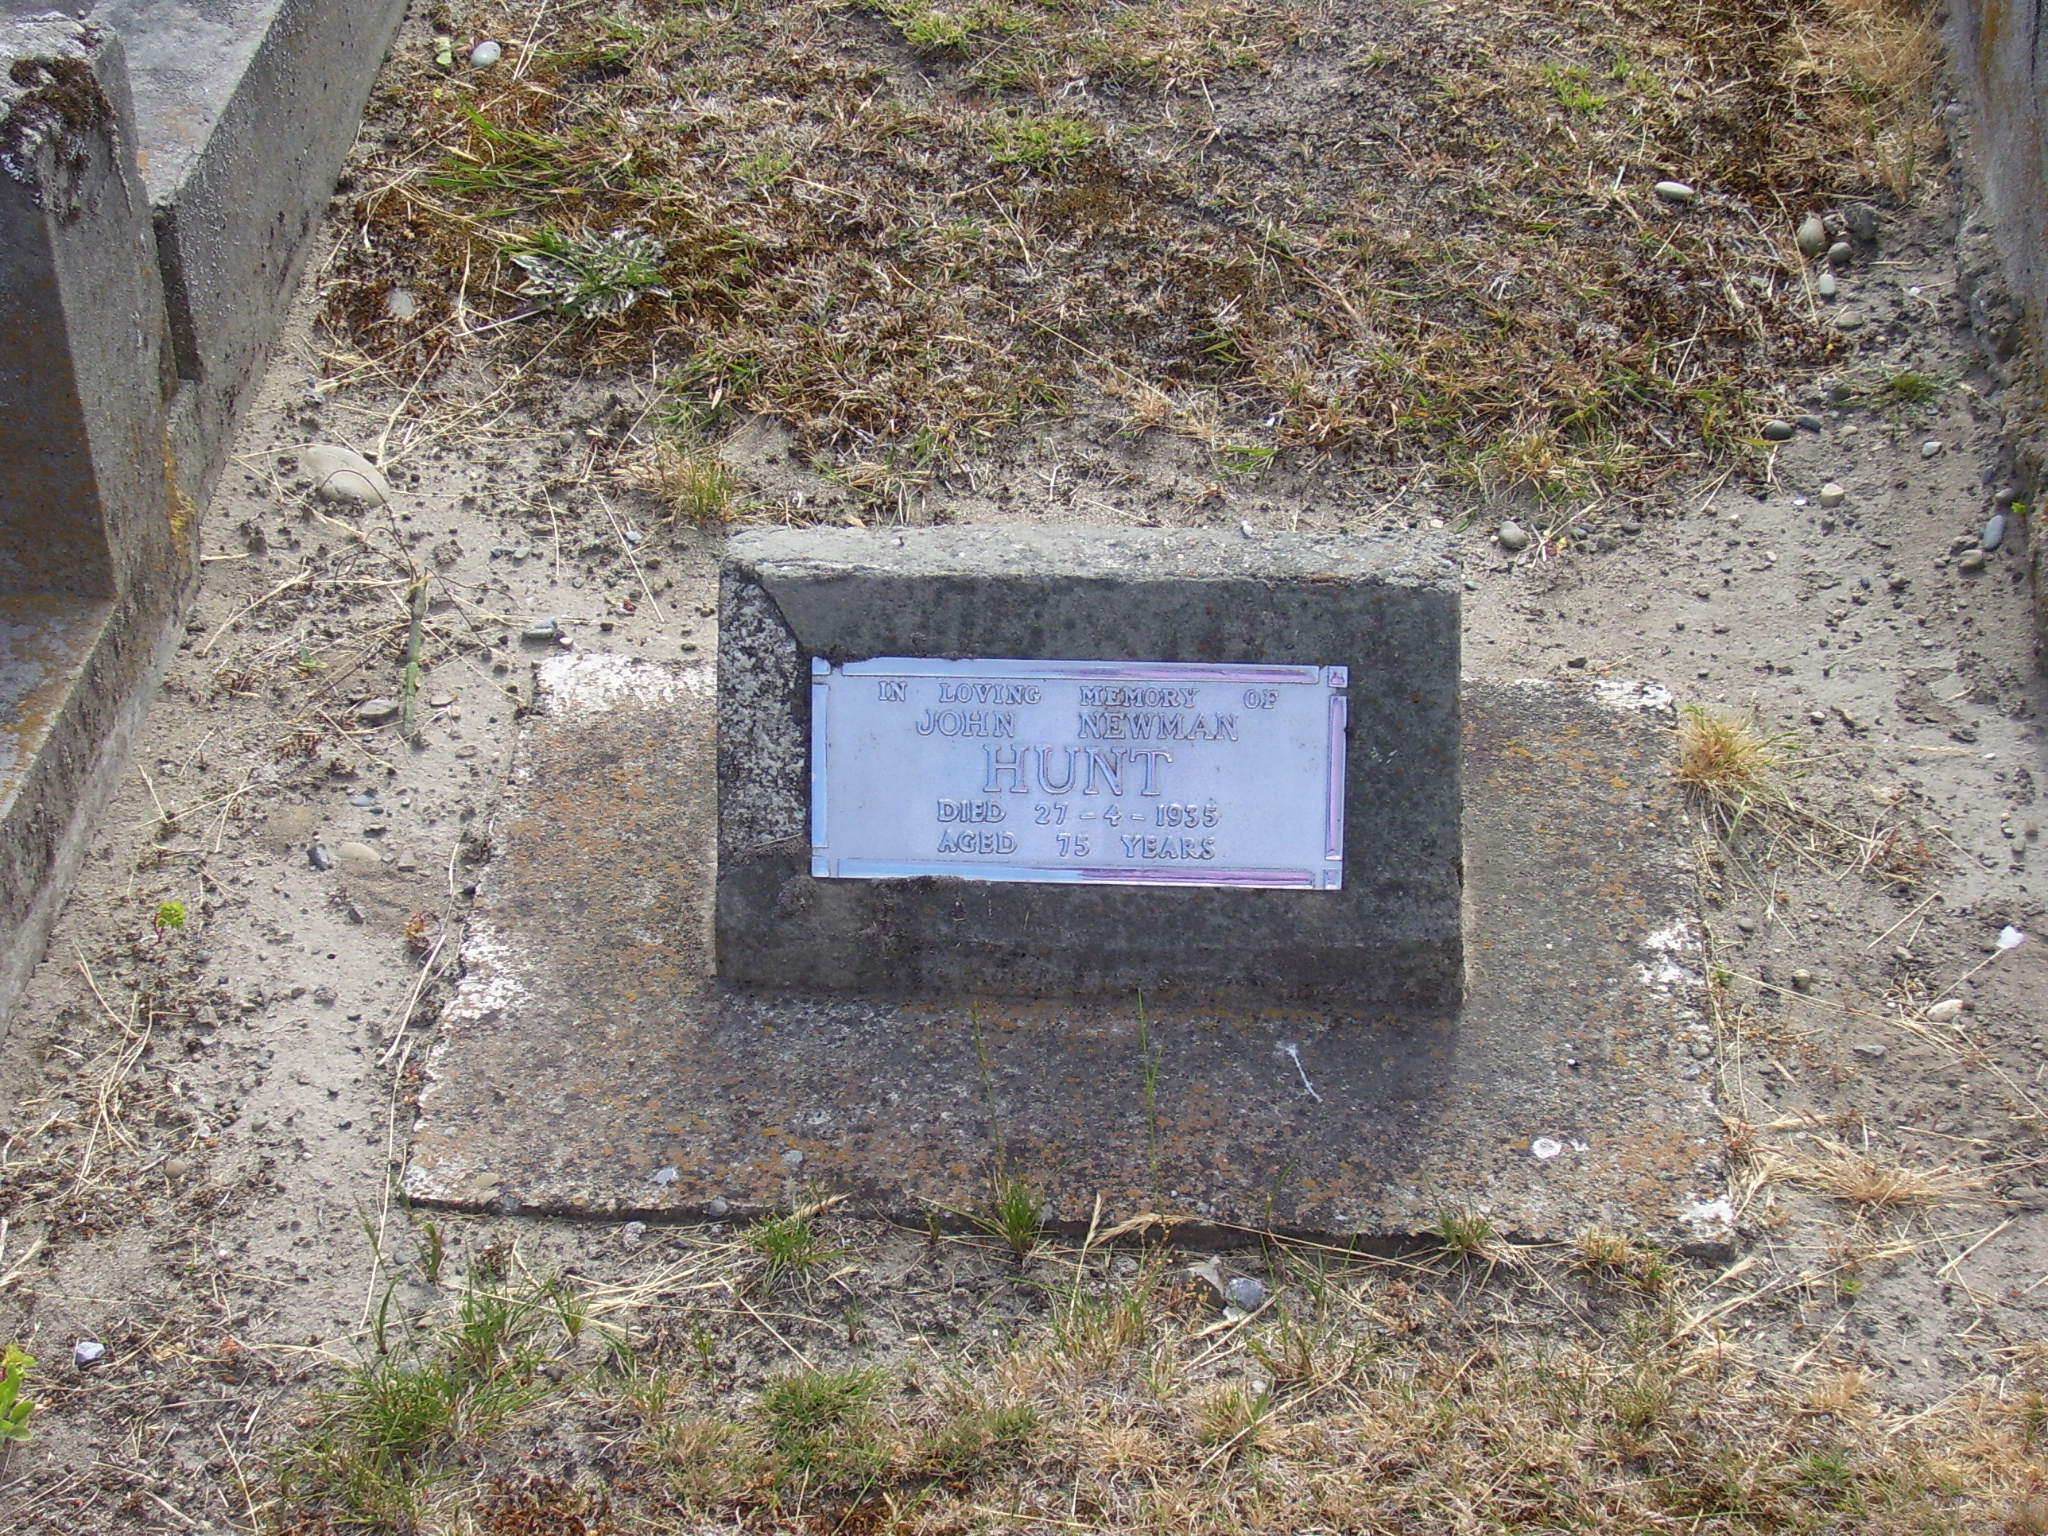 IN LOVING MEMORY OF
JOHN NEWMAN
HUNT
DIED 27-4-1935
AGED 75 YEARS